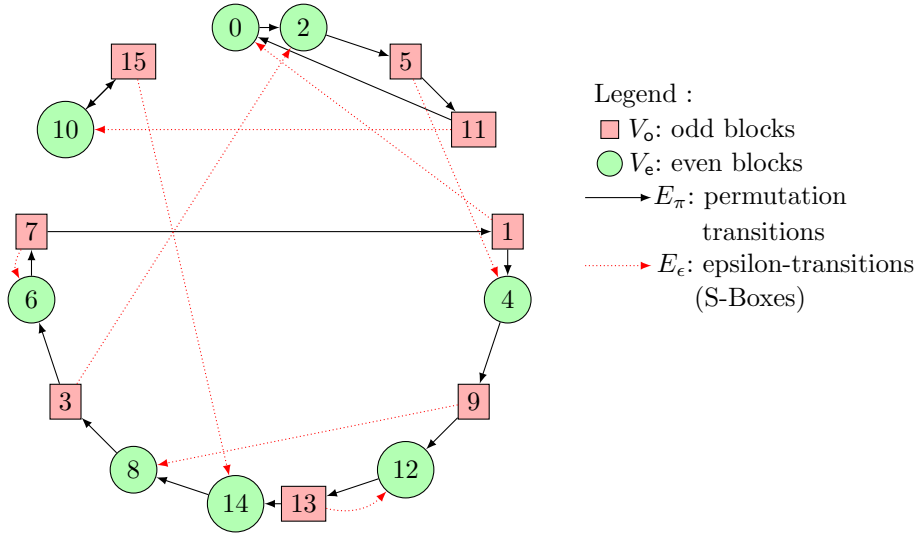 0 2
15 5
10 11
7 1
6 4
3 9
8 12
14 13
Legend :
V_o: odd blocks
V_e: even blocks
E_π: permutation
transitions
E_ϵ: epsilon-transitions
(S-Boxes)